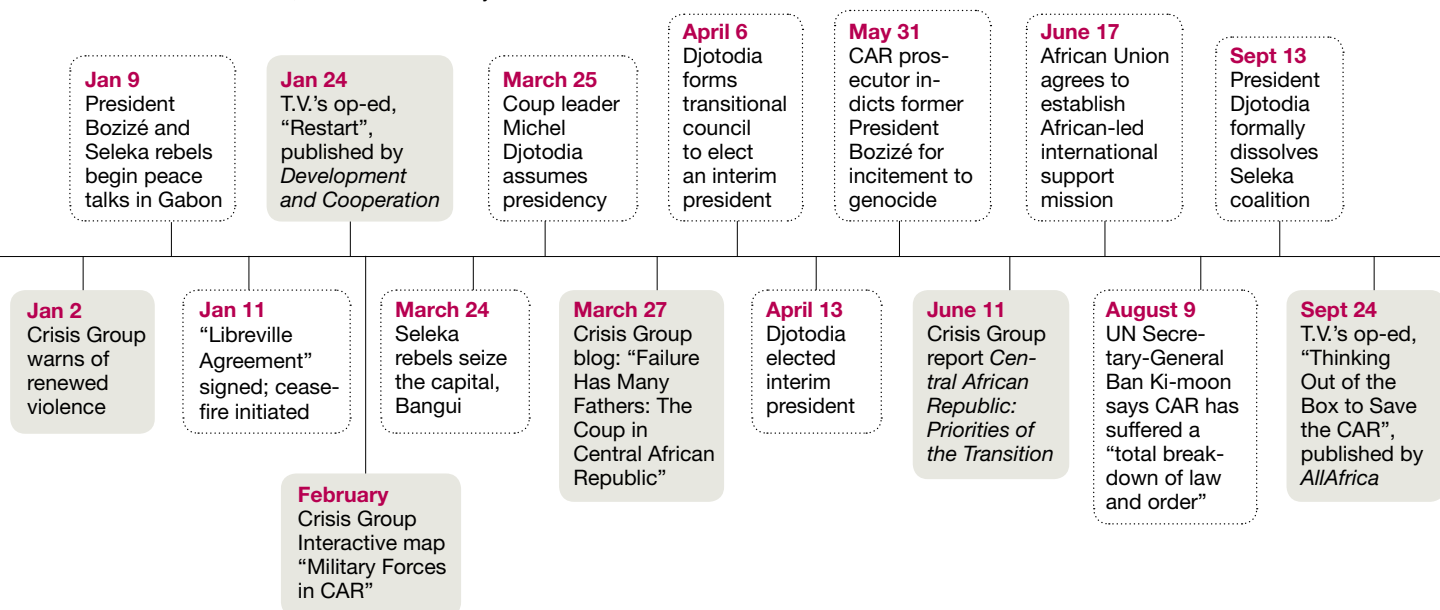 Jan 9
President
Bozizé and
Seleka rebels
begin peace
talks in Gabon
Jan 24
T.V.'s op-ed,
“Restart”,
published by
Development
and Cooperation
March 25
Coup leader
Michel
Djotodia
assumes
presidency
April 6
Djotodia
forms
transitional
council
to elect
an interim
president
May 31
CAR pros-
ecutor in-
dicts former
President
Bozizé for
incitement to
genocide
June 17
African Union
agrees to
establish
African-led
international
support
mission
Sept 13
President
Djotodia
formally
dissolves
Seleka
coalition
Jan 2
Crisis Group
warns of
renewed
violence
Jan 11
“Libreville
Agreement”
signed; cease-
fire initiated
February
Crisis Group
Interactive map
“Military Forces
in CAR”
March 24
Seleka
rebels seize
the capital,
Bangui
March 27
Crisis Group
blog: “Failure
Has Many
Fathers: The
Coup in
Central African
Republic”
April 13
Djotodia
elected
interim
president
June 11
Crisis Group
report Cen-
tral African
Republic:
Priorities of
the Transition
August 9
UN Secre-
tary-General
Ban Ki-moon
says CAR has
suffered a
“total break-
down of law
and order”
Sept 24
T.V.'s op-ed,
“Thinking
Out of the
Box to Save
the CAR”,
published by
AllAfrica